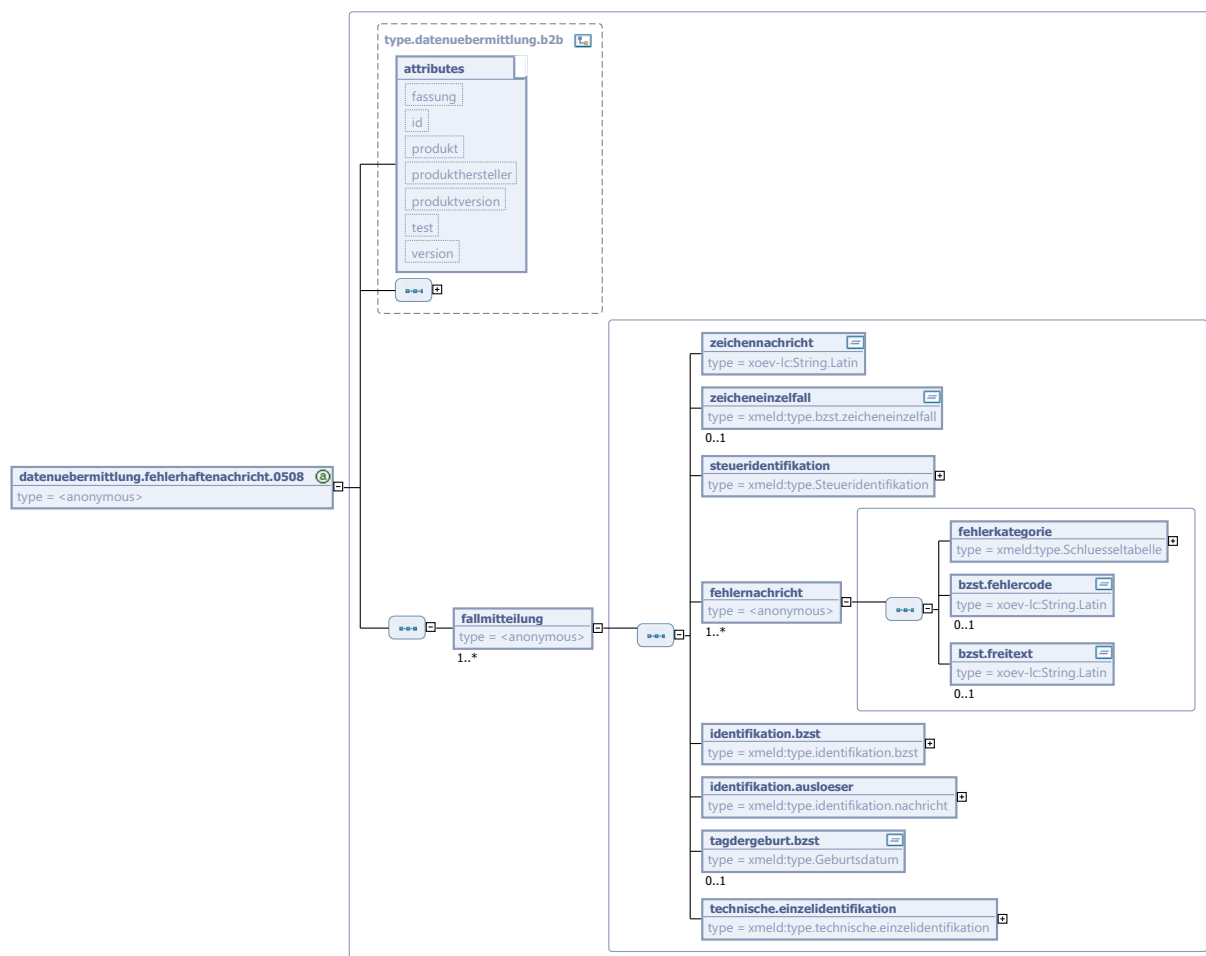 type.datenuebermittlung.b2b
attributes
fassung
id
produkt
produkthersteller
produktversion
test
version
datenuebermittlung.fehlerhaftenachricht.0508
type = <anonymous>
fallmitteilung
type = <anonymous>
1..*
zeichennachricht
type = xoev-lc:String.Latin
zeicheneinzelfall
type = xmeld:type.bzst.zeicheneinzelfall
0..1
steueridentifikation
type = xmeld:type.Steueridentifikation
fehlernachricht
type = <anonymous>
1..*
fehlerkategorie
type = xmeld:type.Schluesseltabelle
bzst.fehlercode
type = xoev-lc:String.Latin
0..1
bzst.freitext
type = xoev-lc:String.Latin
0..1
identifikation.bzst
type = xmeld:type.identifikation.bzst
identifikation.ausloeser
type = xmeld:type.identifikation.nachricht
tagdergeburt.bzst
type = xmeld:type.Geburtsdatum
0..1
technische.einzelidentifikation
type = xmeld:type.technische.einzelidentifikation